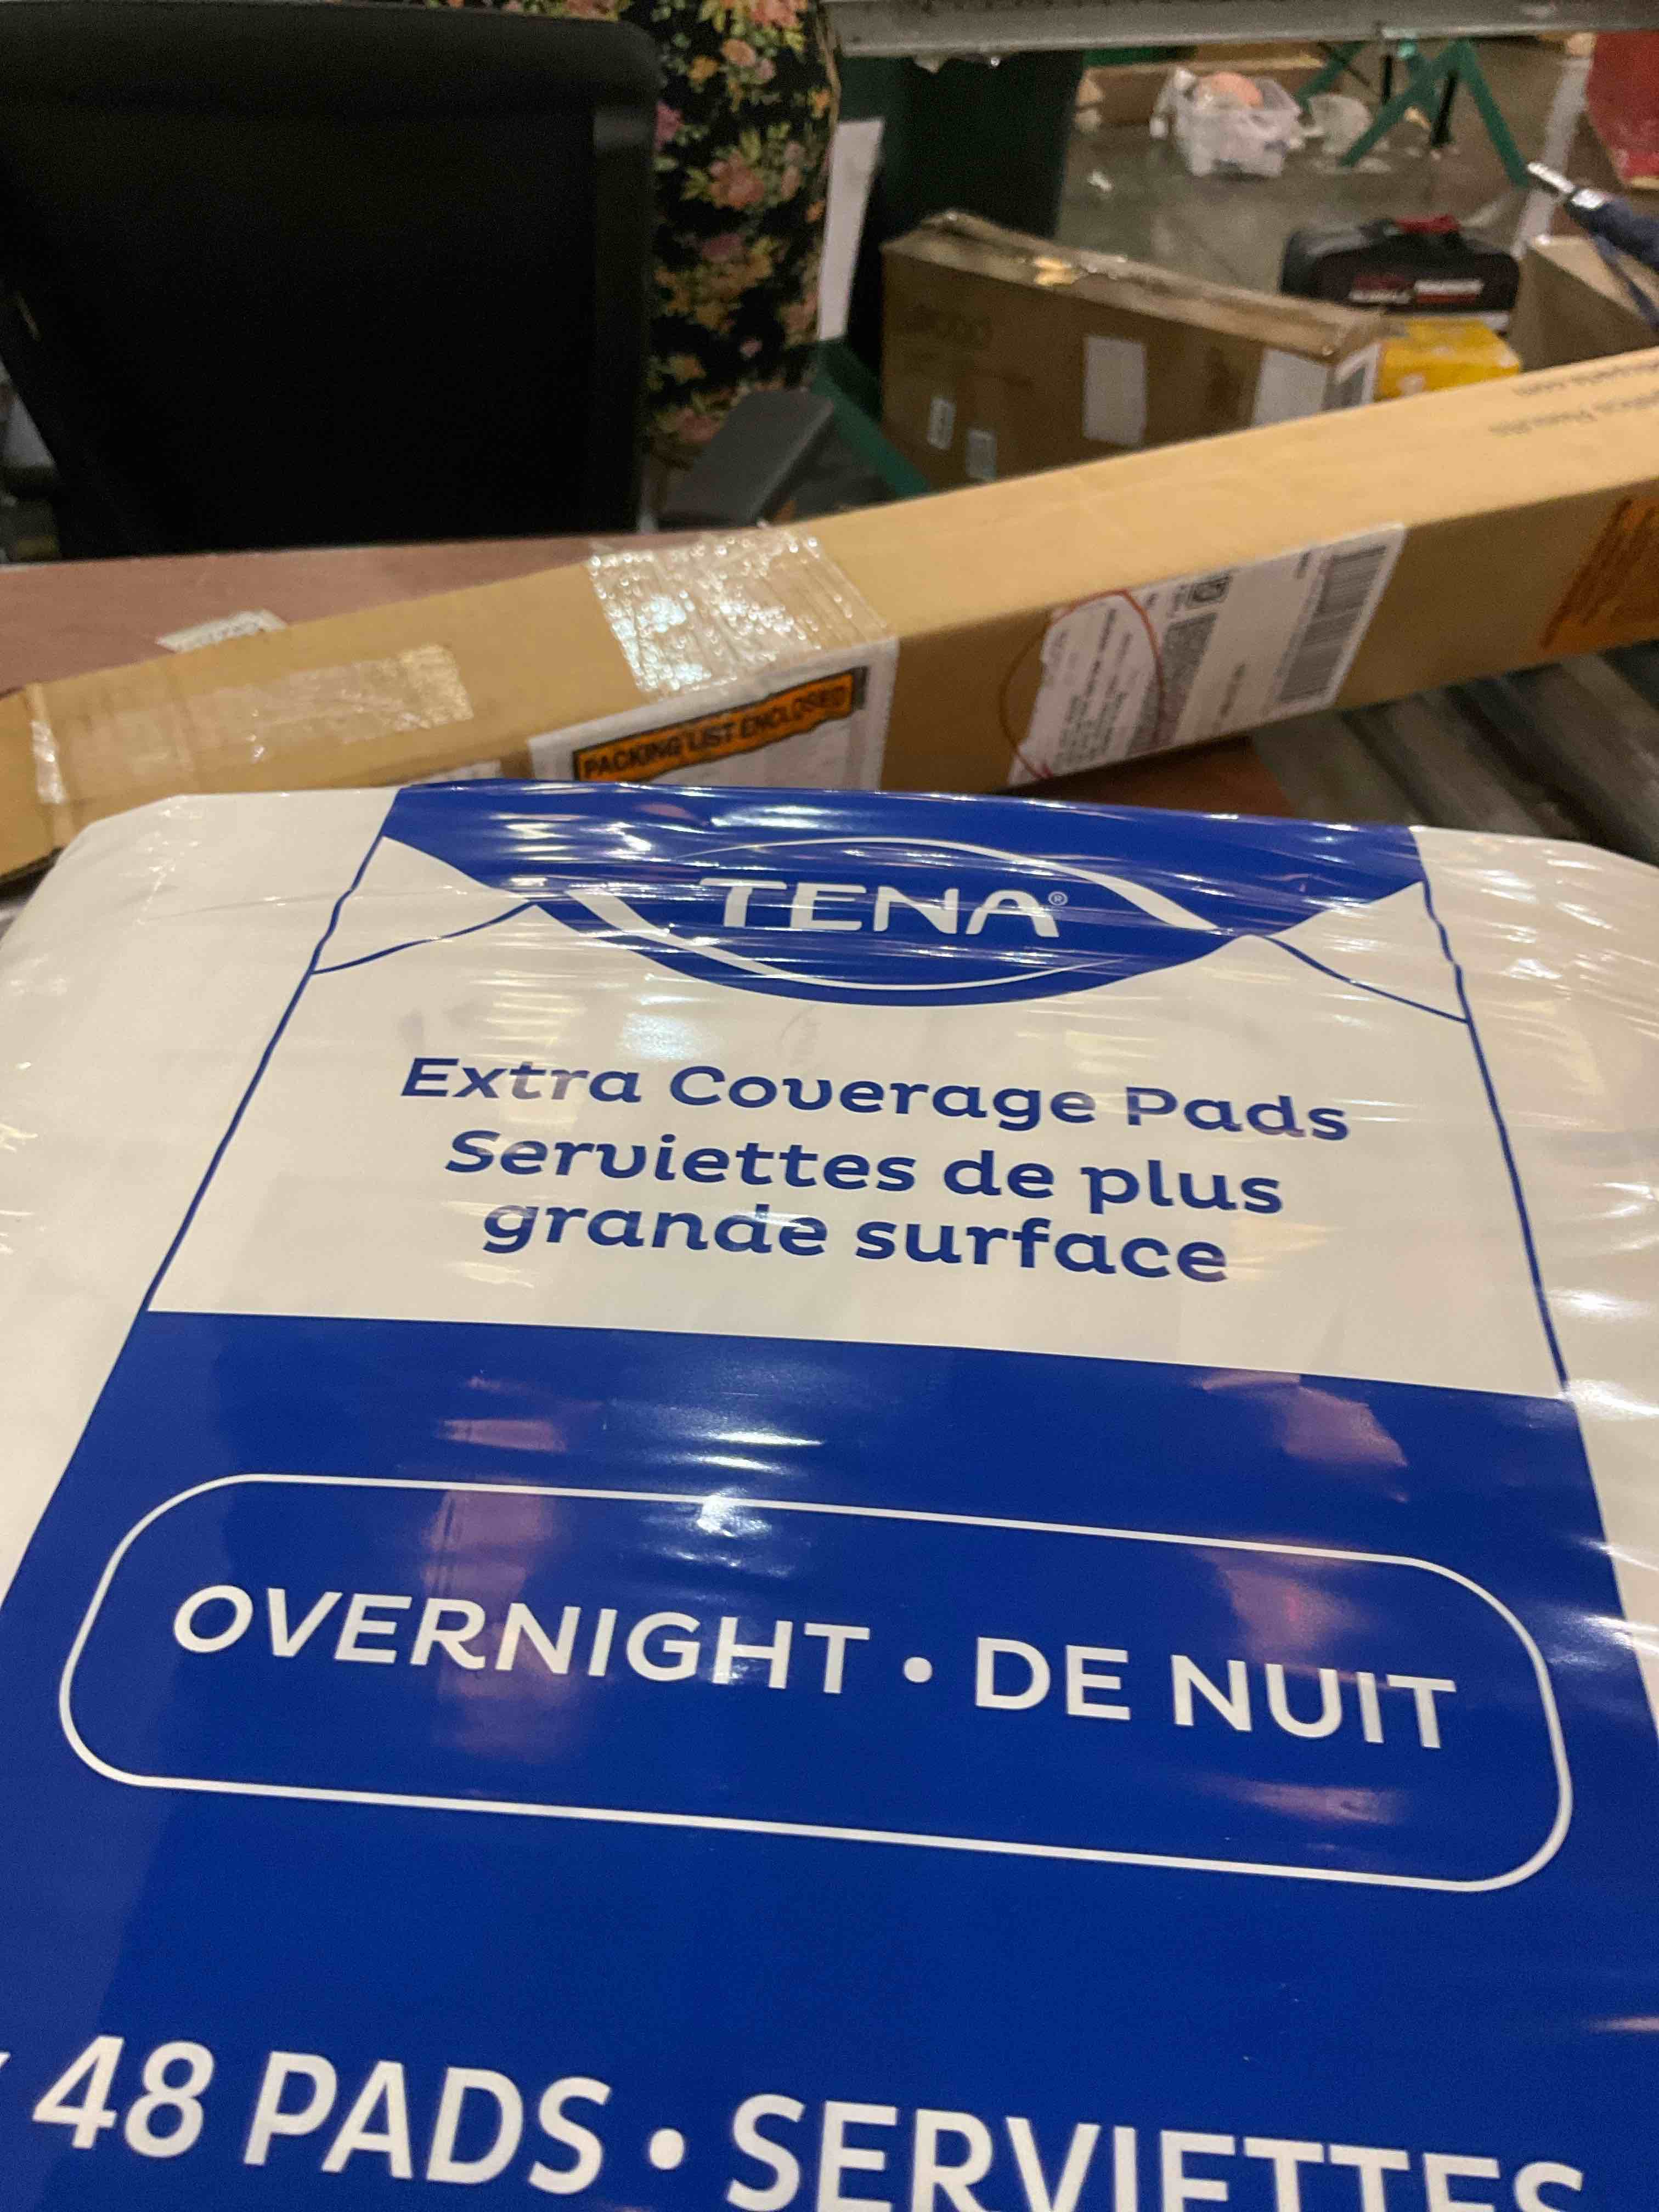 PACKING LIST ENCLOSED
TENA®
Extra Coverage Pads
Serviettes de plus
grande surface
OVERNIGHT • DE NUIT
48 PADS • SERVIETTES